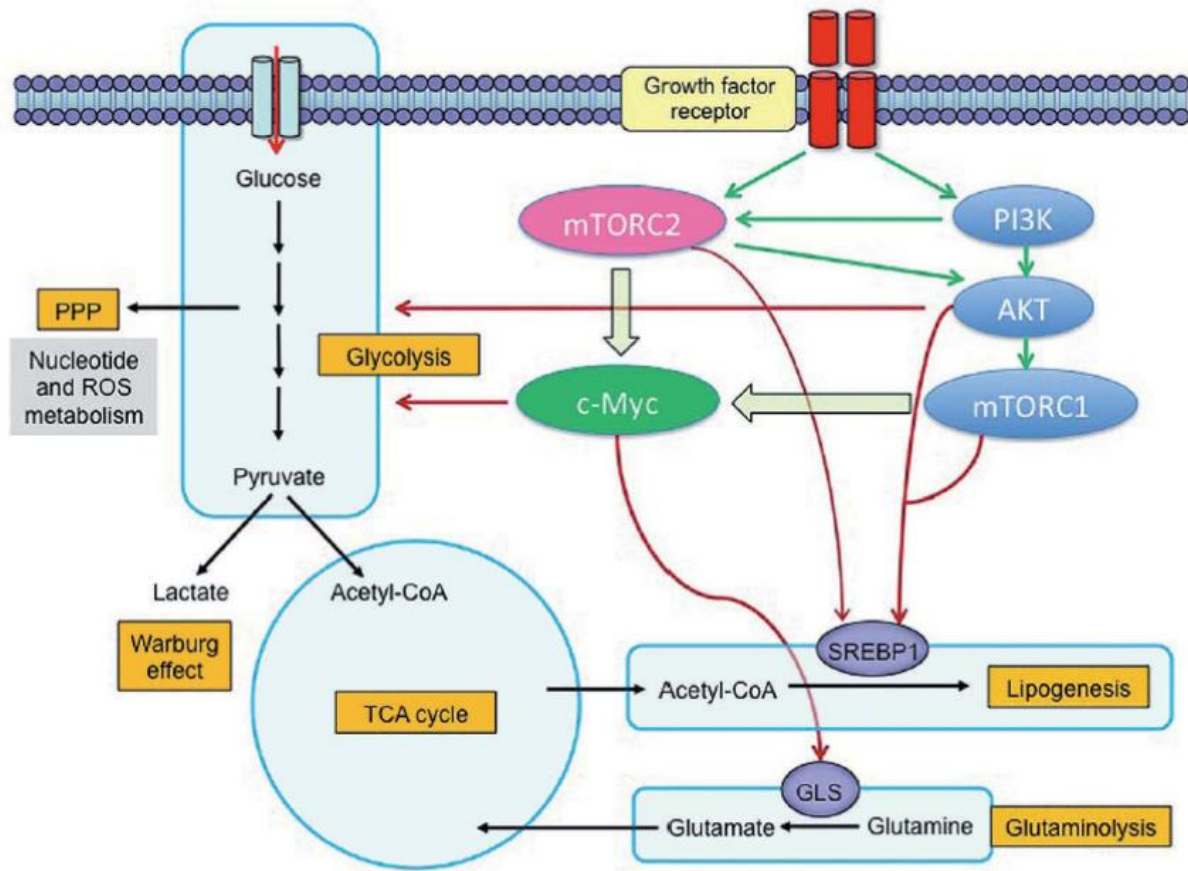 Growth factor
receptor
Glucose
mTORC2
PI3K
PPP
AKT
Nucleotide
and ROS
metabolism
Glycolysis
c-Myc
mTORC1
Pyruvate
Lactate
Acetyl-CoA
Warburg
effect
SREBP1
Acetyl-CoA
Lipogenesis
TCA cycle
GLS
Glutamate
Glutamine
Glutaminolysis